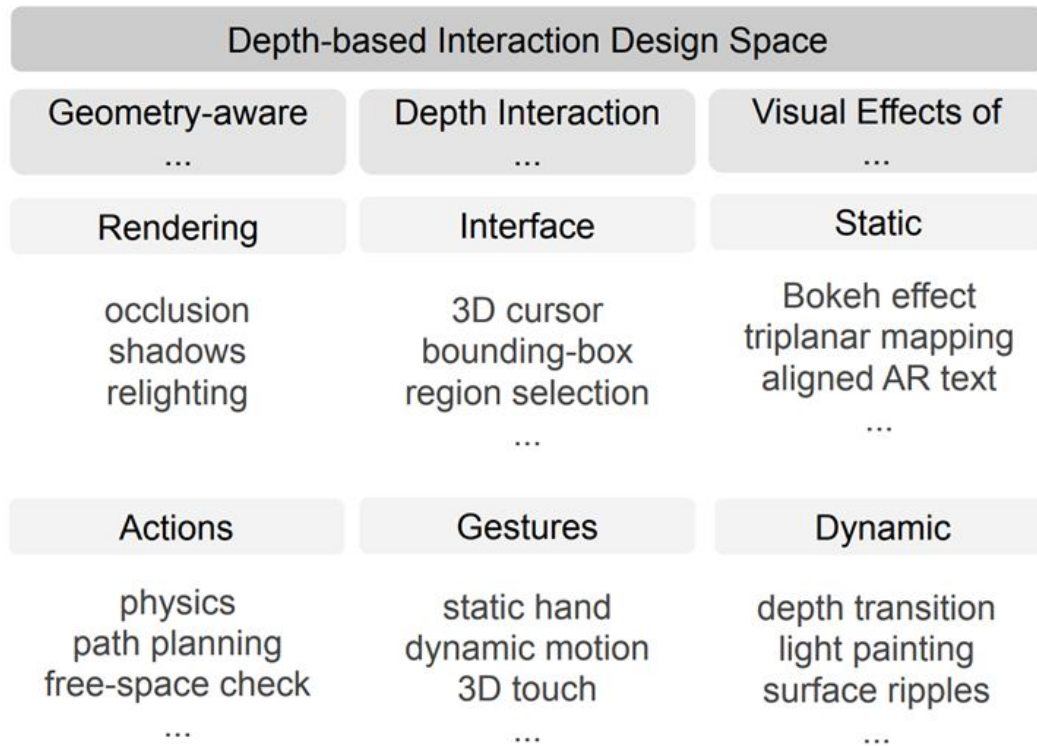 Depth-based Interaction Design Space
Geometry-aware
...
Depth Interaction
...
Visual Effects of
...
Rendering
occlusion
shadows
relighting
Interface
3D cursor
bounding-box
region selection
...
Static
Bokeh effect
triplanar mapping
aligned AR text
...
Actions
physics
path planning
free-space check
...
Gestures
static hand
dynamic motion
3D touch
...
Dynamic
depth transition
light painting
surface ripples
...